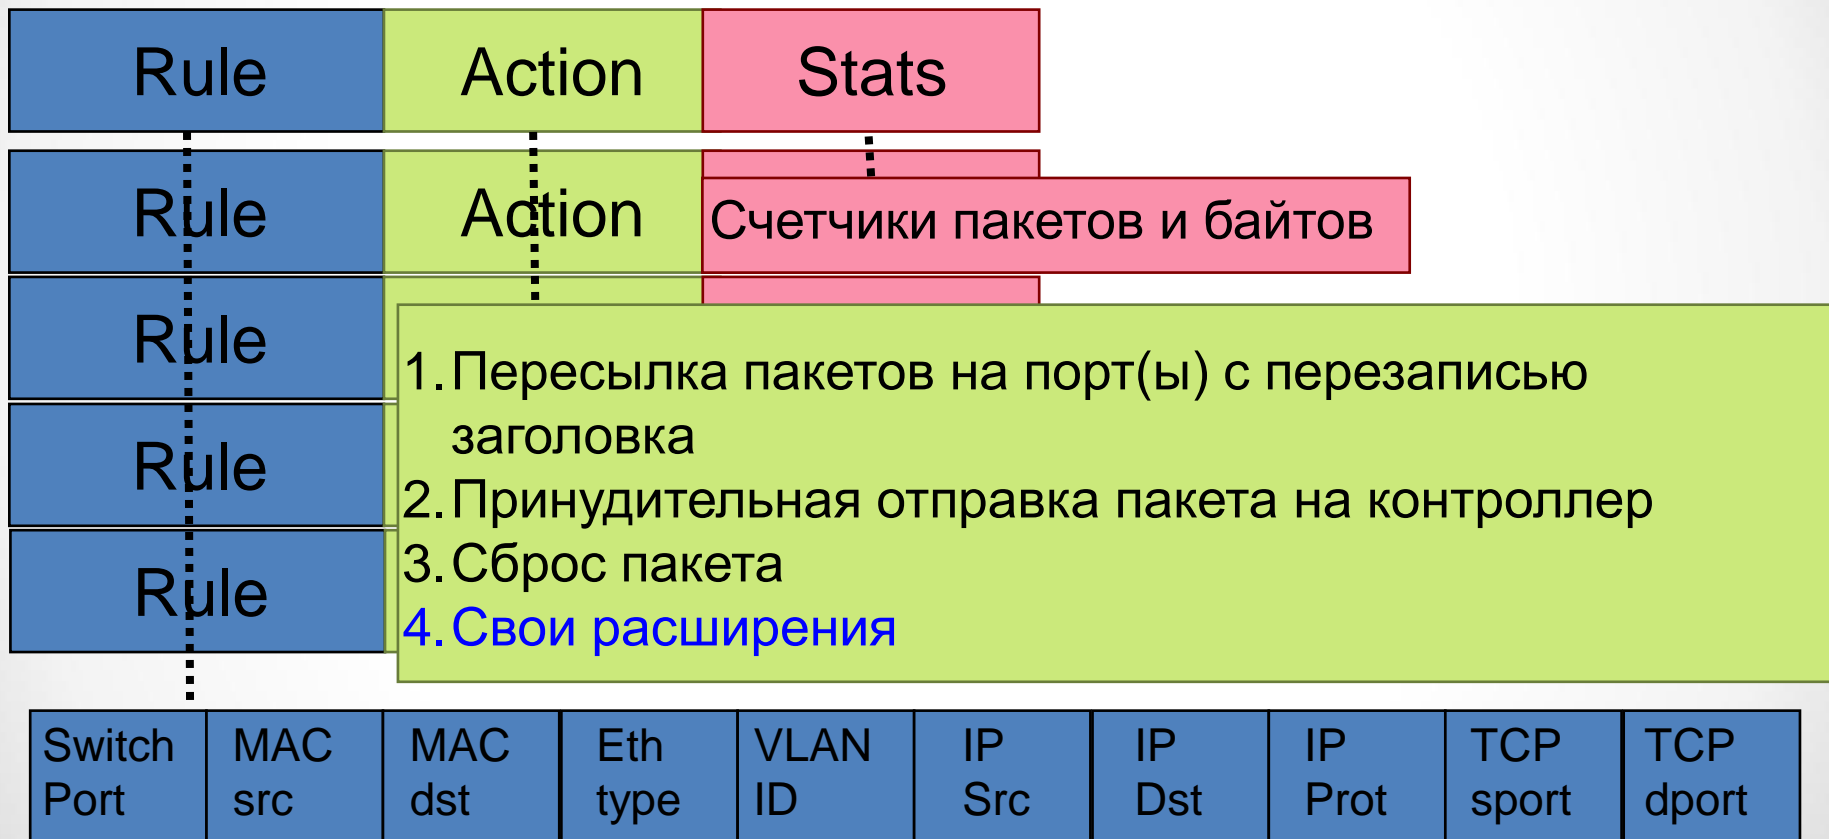 Rule Action Stats
Rule Action Счетчики пакетов и байтов
Rule
1. Пересылка пакетов на порт(ы) с перезаписью
заголовка
Rule
2. Принудительная отправка пакета на контроллер
3. Сброс пакета
Rule
4. Свои расширения
Switch Port
MAC src
MAC dst
Eth type
VLAN ID
IP Src
IP Dst
IP Prot
TCP sport
TCP dport